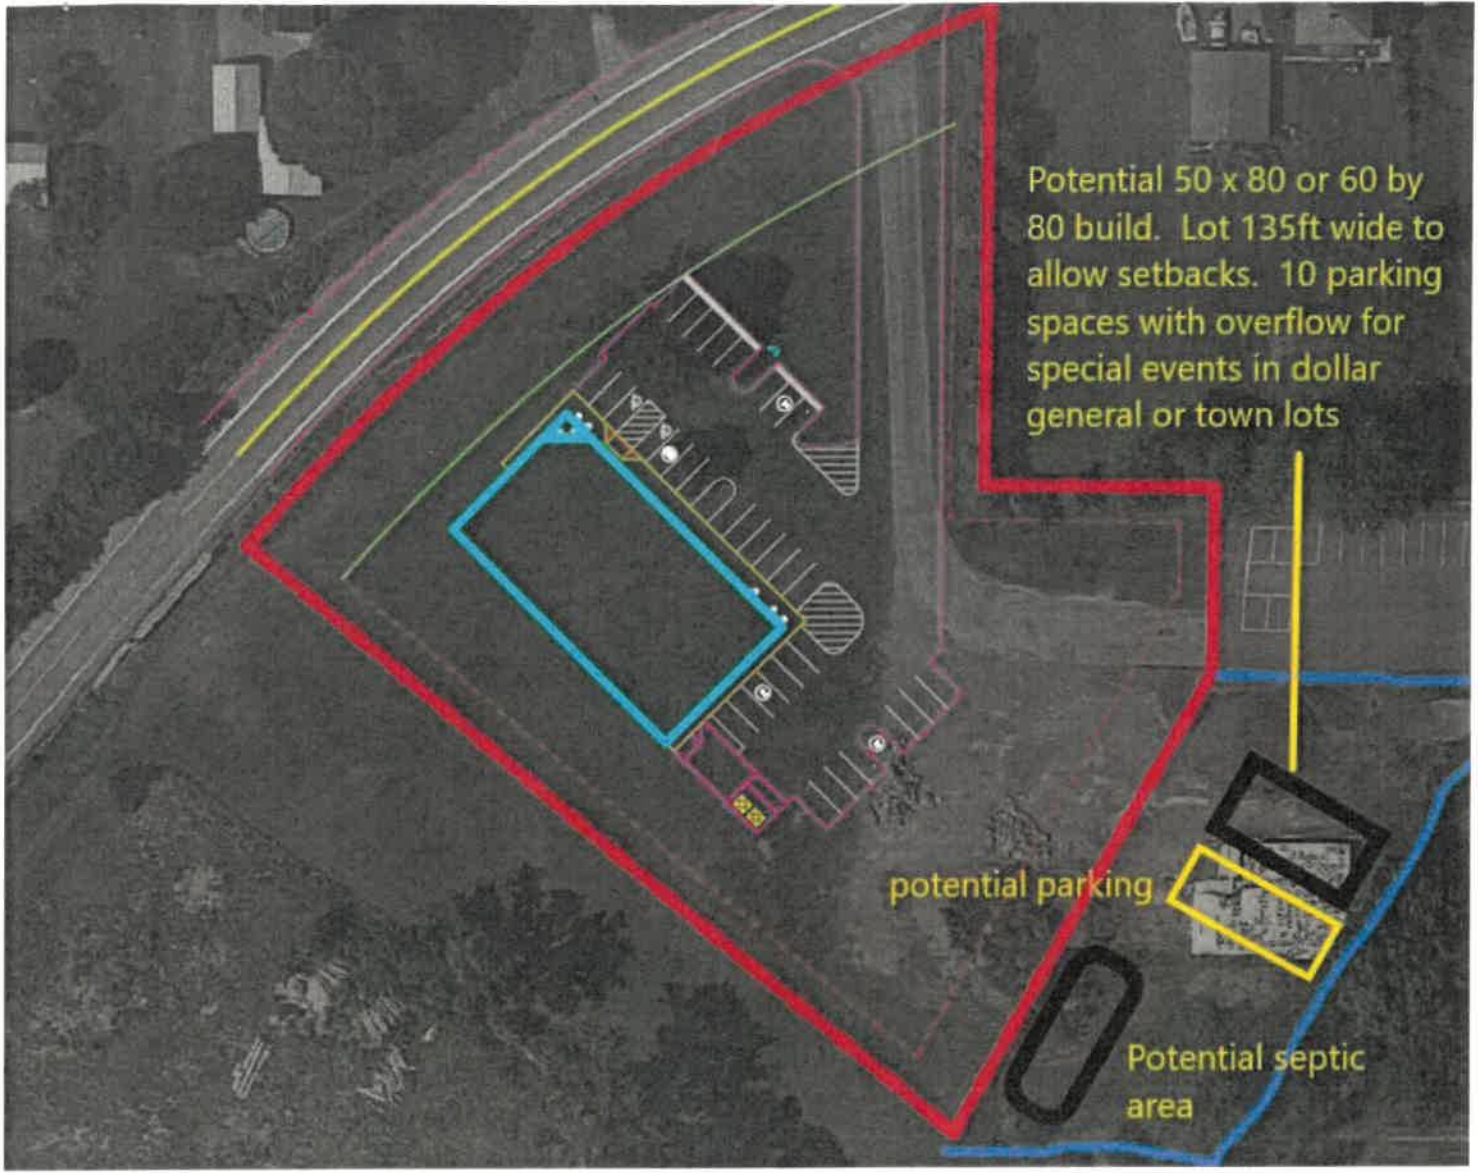 Potential 50 x 80 or 60 by
80 build. Lot 135ft wide to
allow setbacks. 10 parking
spaces with overflow for
special events in dollar
general or town lots
potential parking
Potential septic
area